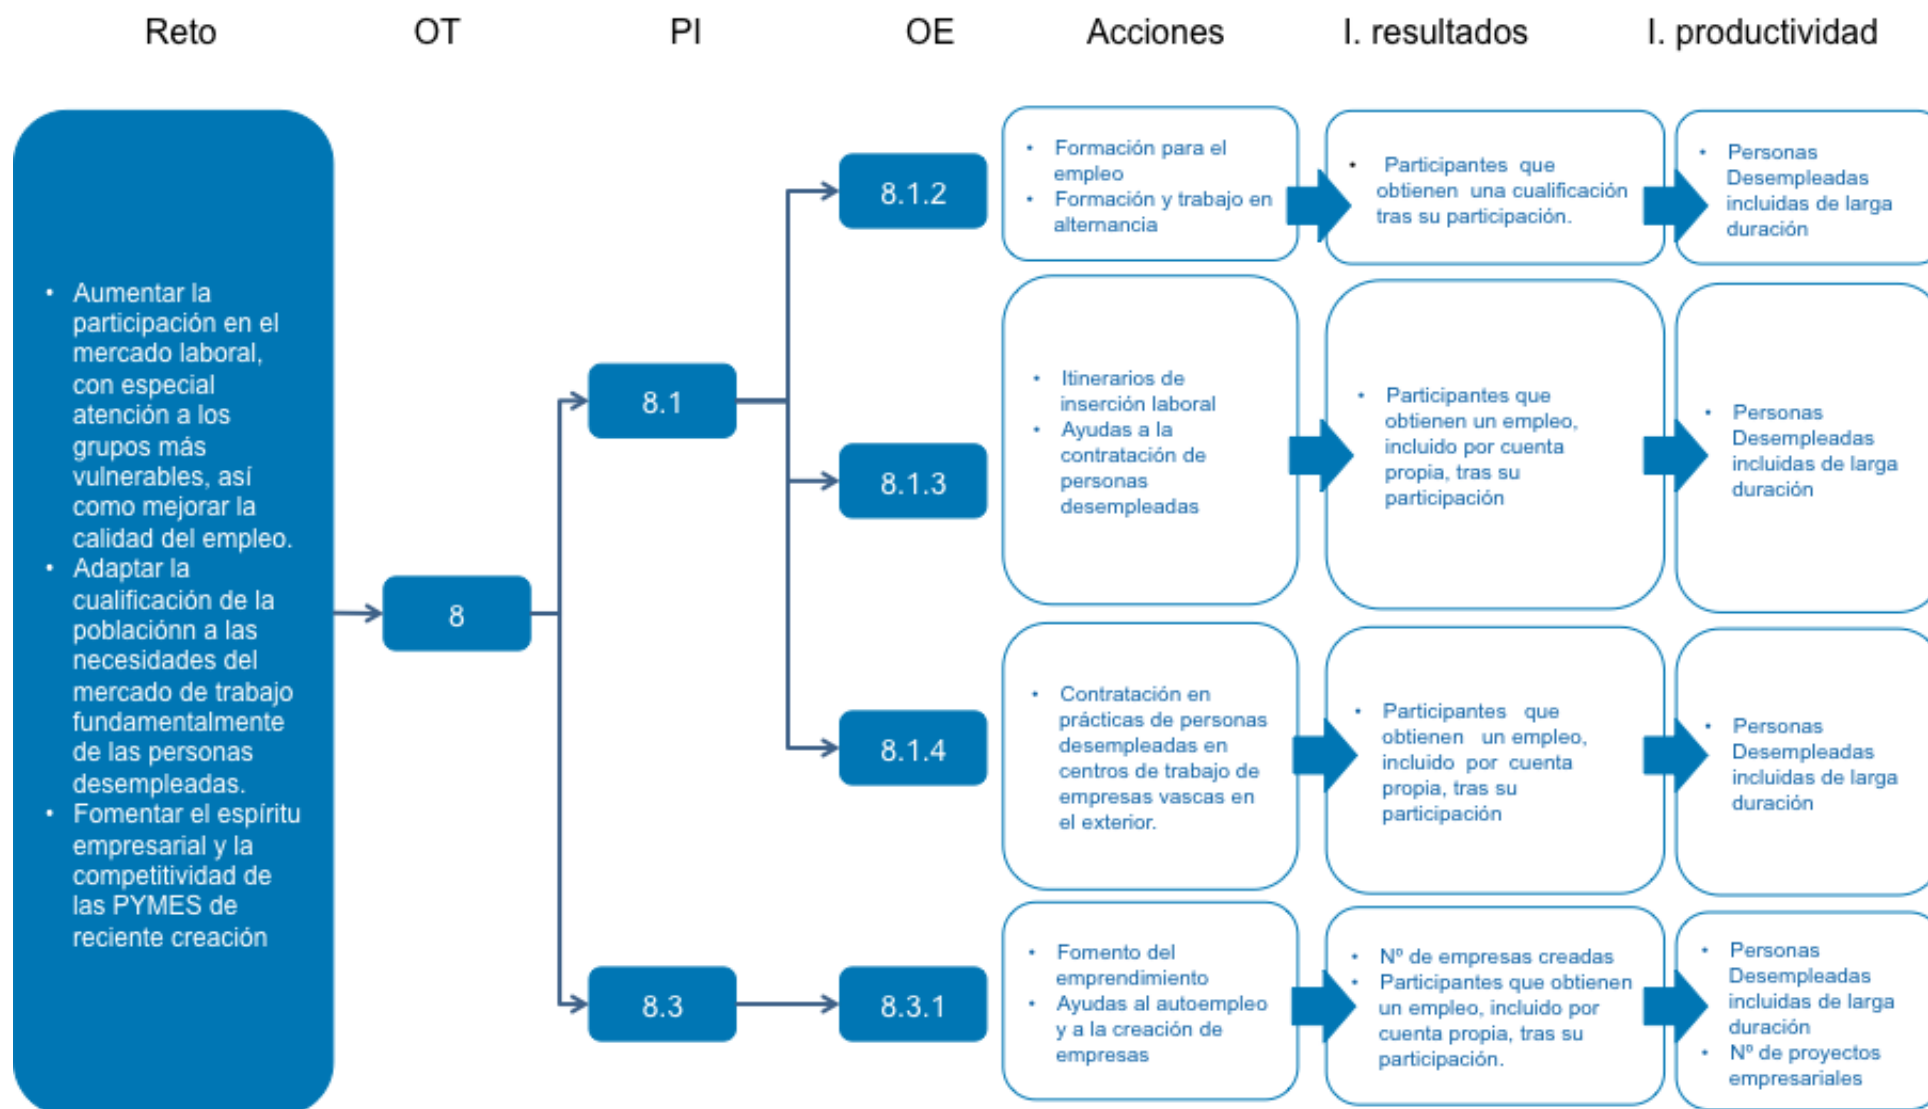 Reto
OT
PI
OE
Acciones
I. resultados
I. productividad
• Aumentar la
participación en el
mercado laboral,
con especial
atención a los
grupos más
vulnerables, así
como mejorar la
calidad del empleo.
• Adaptar la
cualificación de la
poblaciónn a las
necesidades del
mercado de trabajo
fundamentalmente
de las personas
desempleadas.
• Fomentar el espíritu
empresarial y la
competitividad de
las PYMES de
reciente creación
8
8.1
8.1.2
• Formación para el
empleo
• Formación y trabajo en
alternancia
• Participantes que
obtienen una cualificación
tras su participación.
• Personas
Desempleadas
incluidas de larga
duración
8.1.3
• Itinerarios de
inserción laboral
• Ayudas a la
contratación de
personas
desempleadas
• Participantes que
obtienen un empleo,
incluido por cuenta
propia, tras su
participación
• Personas
Desempleadas
incluidas de larga
duración
8.1.4
• Contratación en
prácticas de personas
desempleadas en
centros de trabajo de
empresas vascas en
el exterior.
• Participantes que
obtienen un empleo,
incluido por cuenta
propia, tras su
participación
• Personas
Desempleadas
incluidas de larga
duración
8.3
8.3.1
• Fomento del
emprendimiento
• Ayudas al autoempleo
y a la creación de
empresas
• Nº de empresas creadas
• Participantes que obtienen
un empleo, incluido por
cuenta propia, tras su
participación.
• Personas
Desempleadas
incluidas de larga
duración
• Nº de proyectos
empresariales